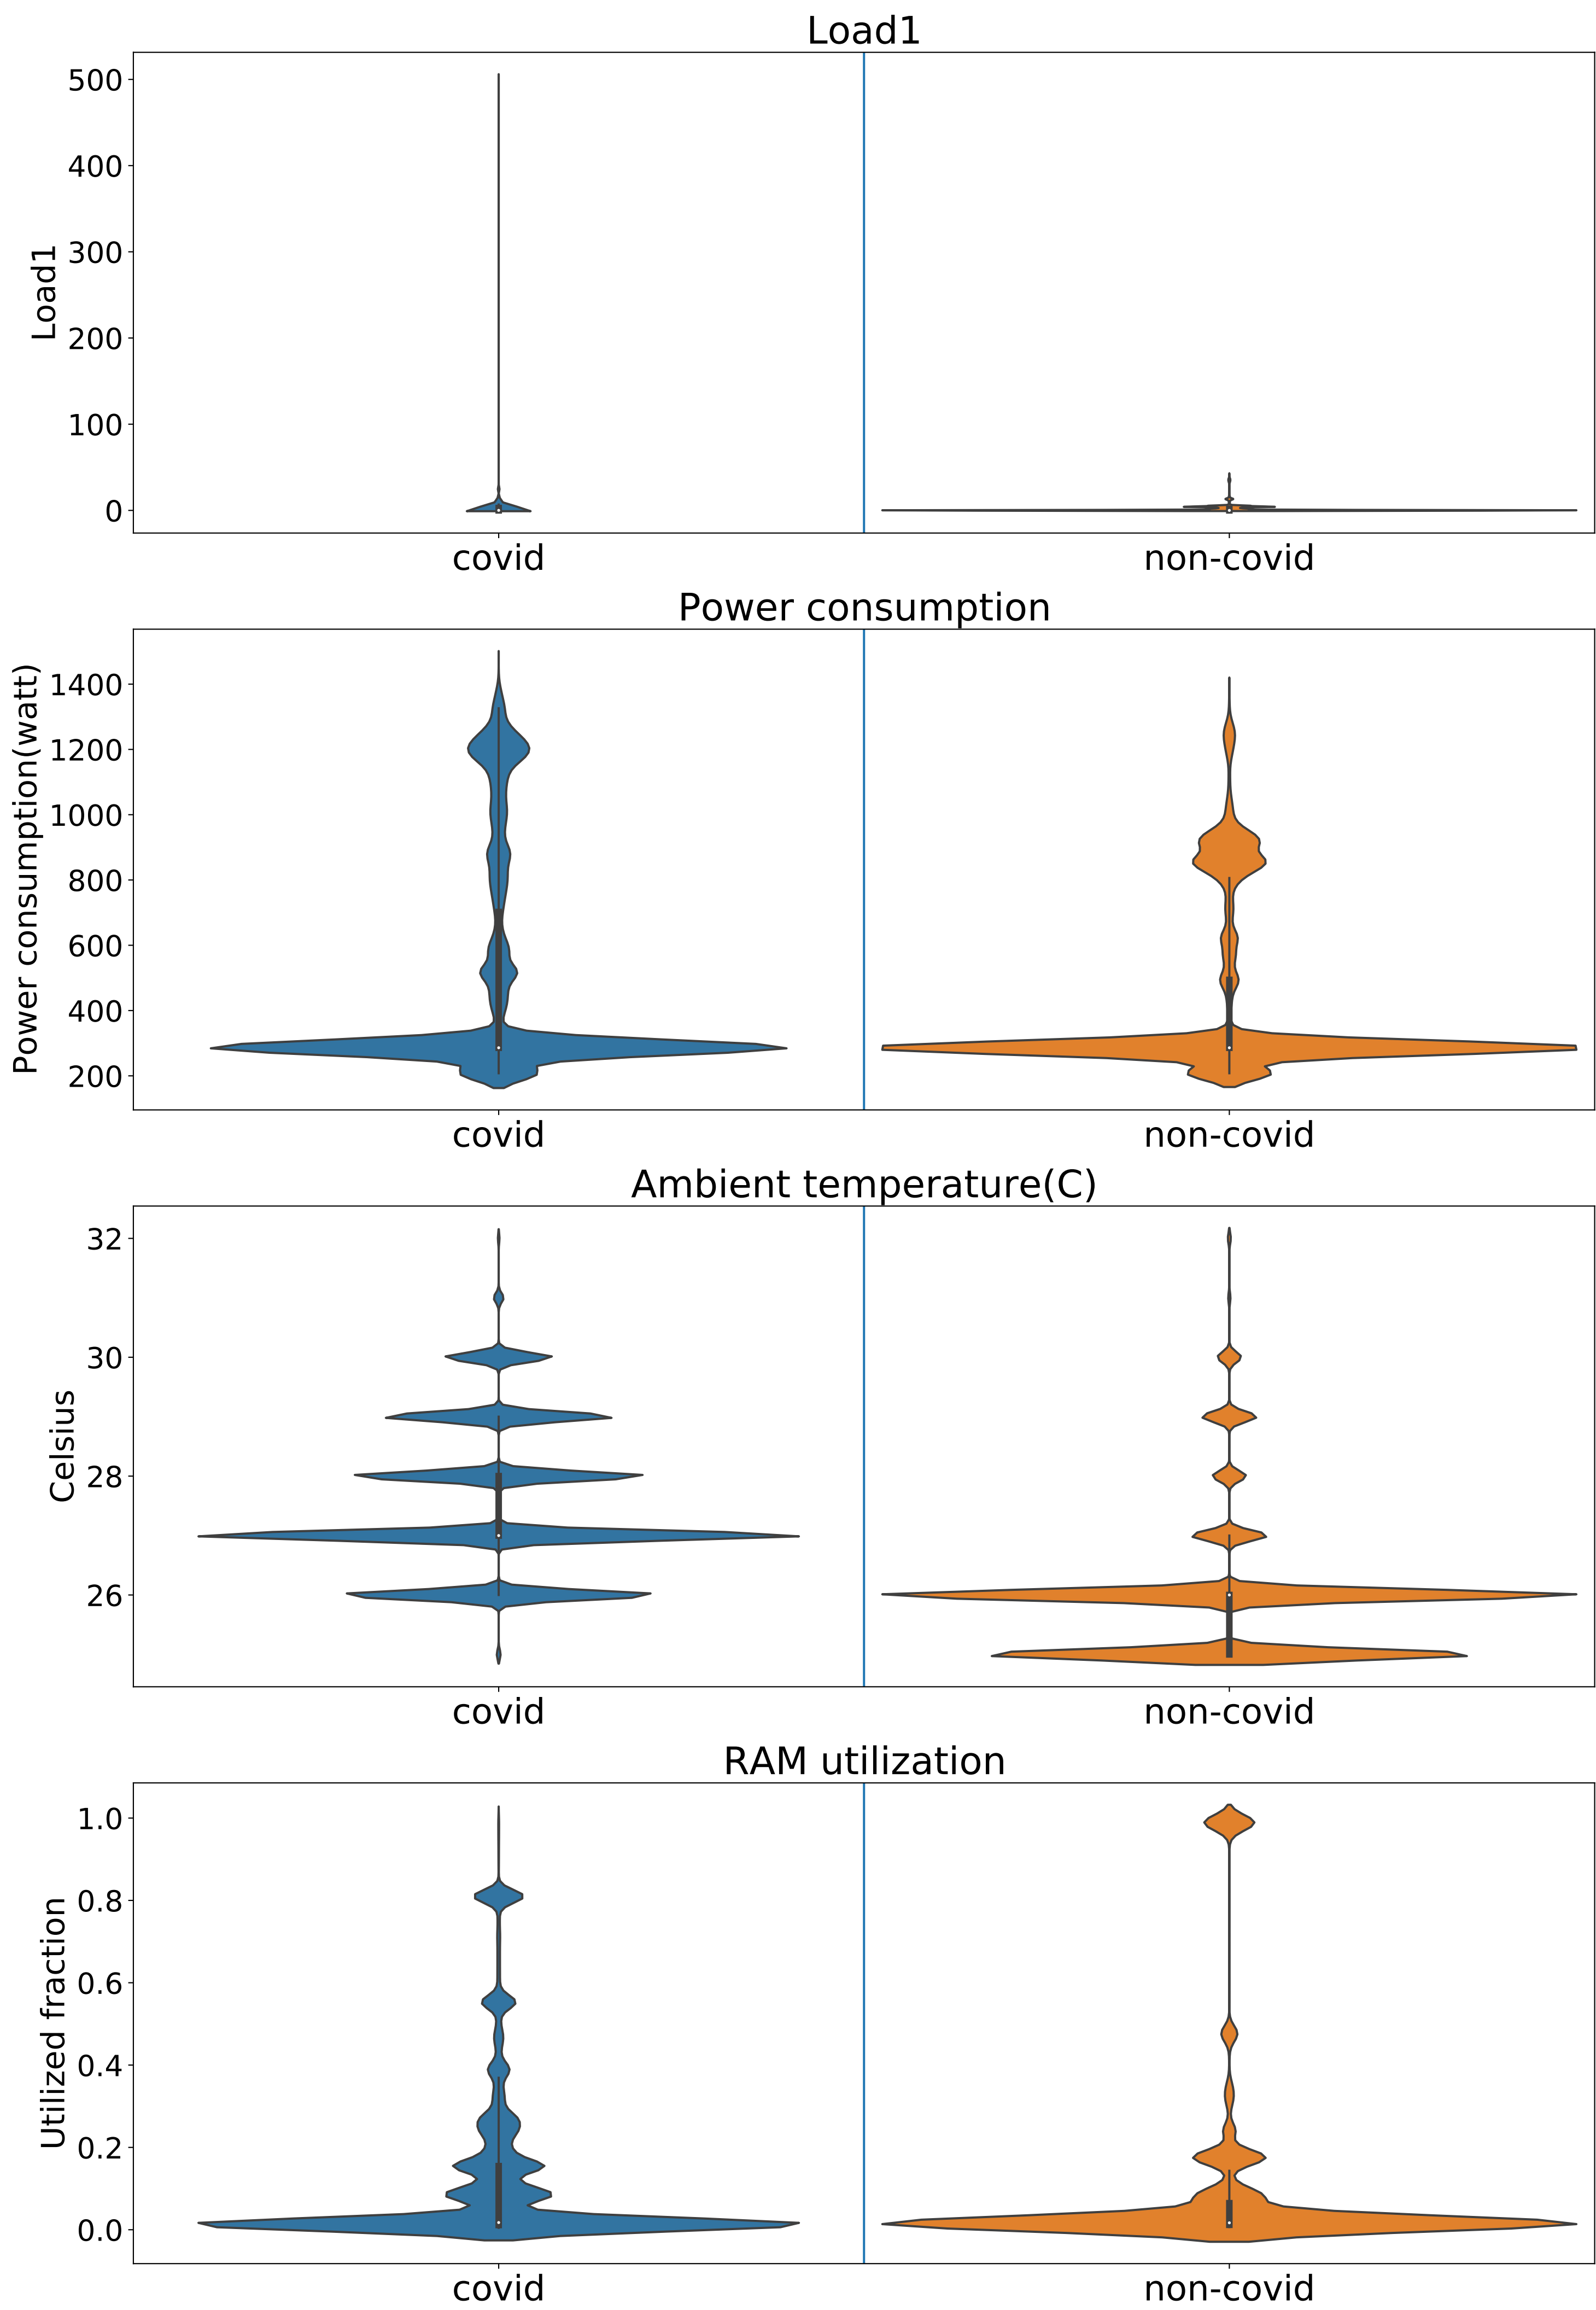 Load1
500
400
300
200
100
0
Load1
covid
non-covid
Power consumption
1400
1200
1000
800
600
400
200
Power consumption(watt)
covid
non-covid
Ambient temperature(C)
32
30
28
26
Celsius
covid
non-covid
RAM utilization
1.0
0.8
0.6
0.4
0.2
0.0
Utilized fraction
covid
non-covid